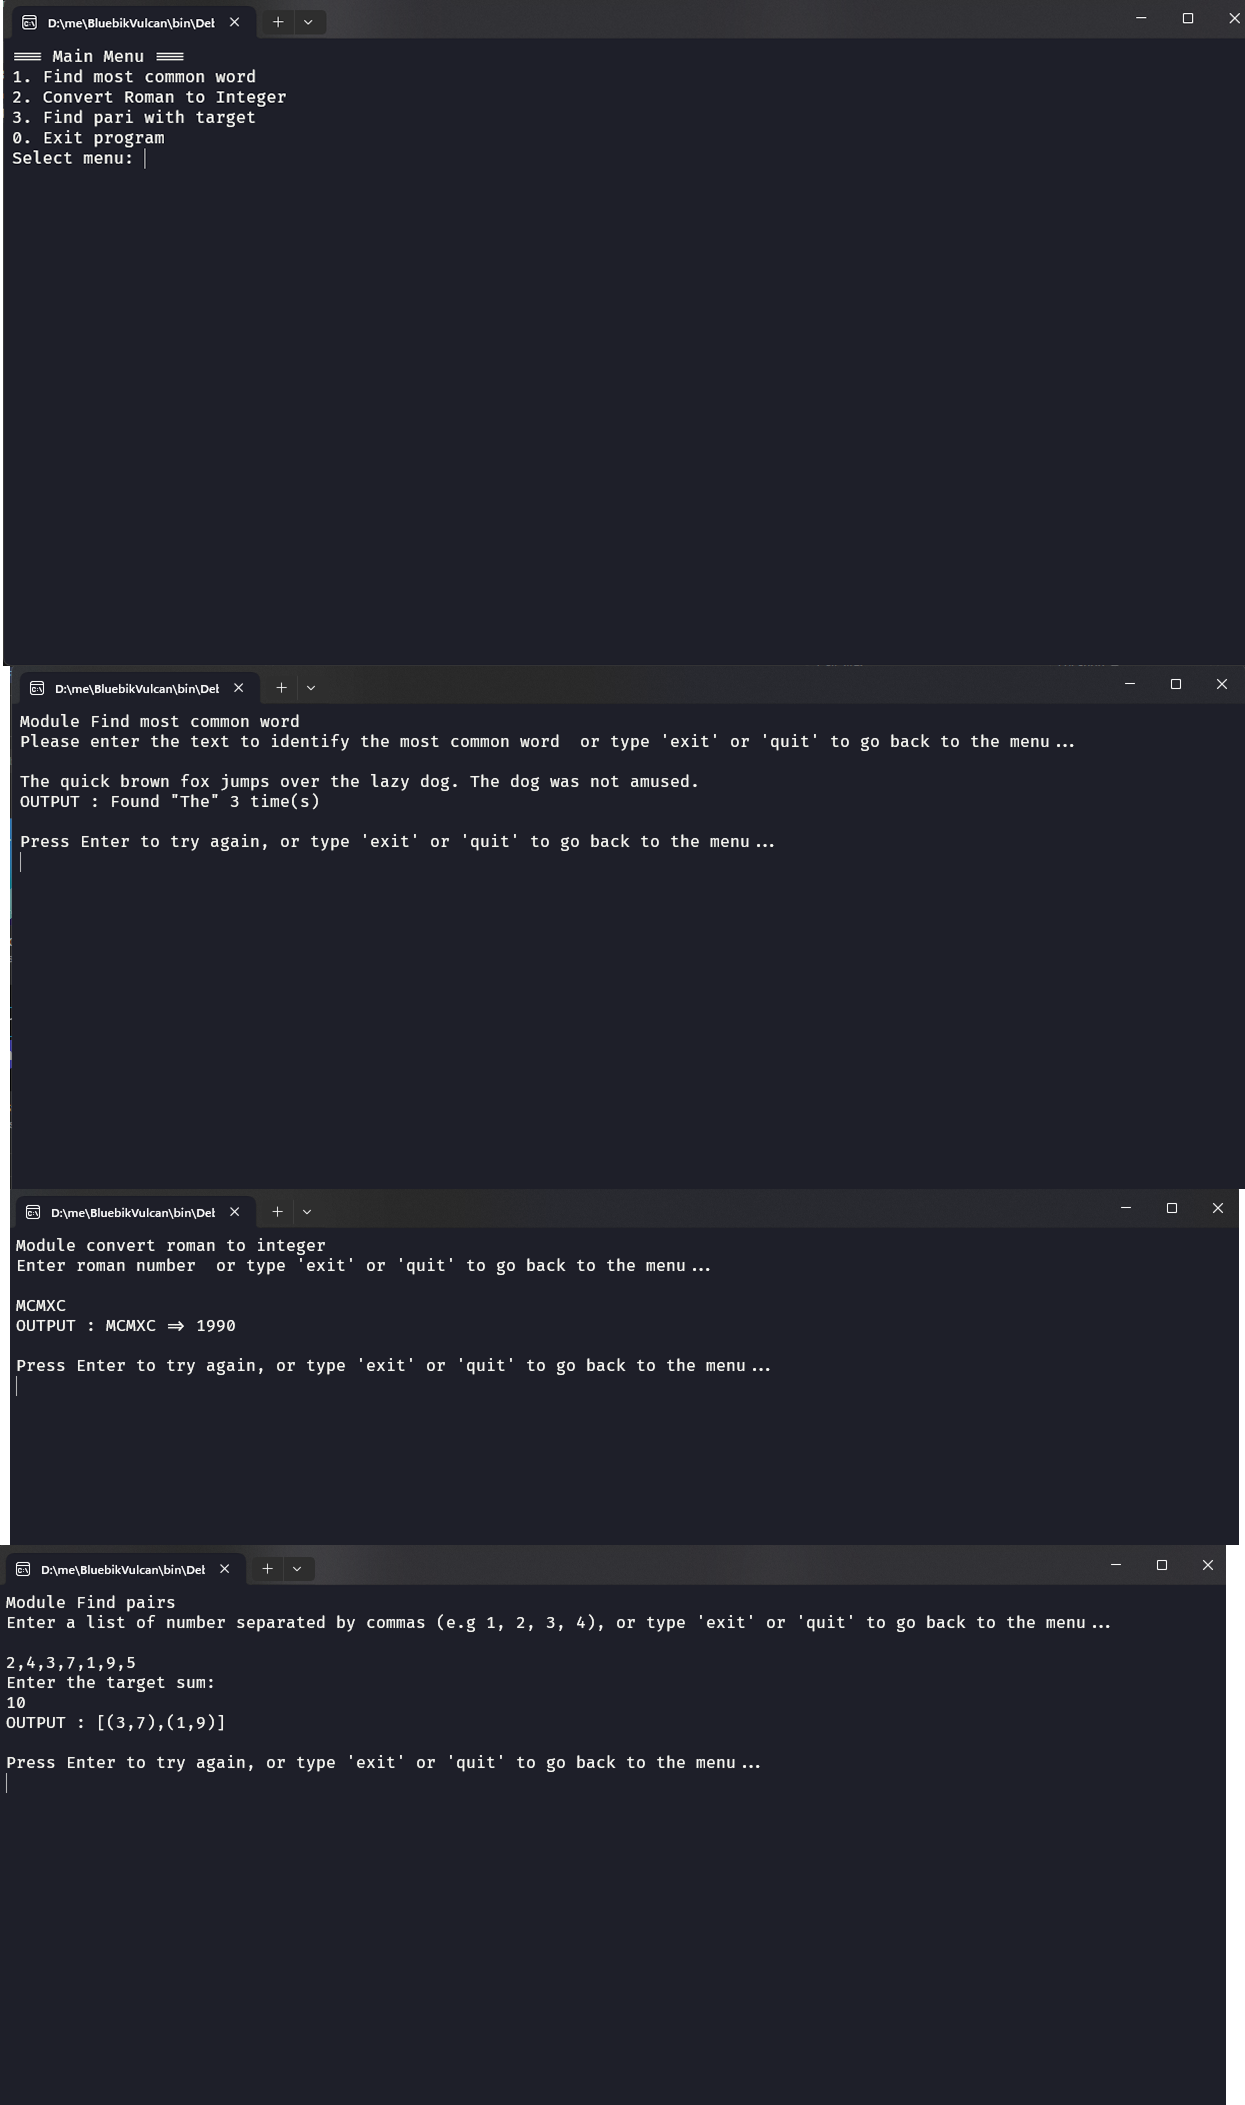 D:\me\BluebikVulcan\bin\Det
=== Main Menu ===
1. Find most common word
2. Convert Roman to Integer
3. Find pari with target
0. Exit program
Select menu:
D:\me\BluebikVulcan\bin\Det
Module Find most common word
Please enter the text to identify the most common word  or type 'exit' or 'quit' to go back to the menu...
The quick brown fox jumps over the lazy dog. The dog was not amused.
OUTPUT : Found "The" 3 time(s)
Press Enter to try again, or type 'exit' or 'quit' to go back to the menu...
D:\me\BluebikVulcan\bin\Det
Module convert roman to integer
Enter roman number  or type 'exit' or 'quit' to go back to the menu...
MCMXC
OUTPUT : MCMXC => 1990
Press Enter to try again, or type 'exit' or 'quit' to go back to the menu...
D:\me\BluebikVulcan\bin\Det
Module Find pairs
Enter a list of number separated by commas (e.g 1, 2, 3, 4), or type 'exit' or 'quit' to go back to the menu...
2,4,3,7,1,9,5
Enter the target sum:
10
OUTPUT : [(3,7),(1,9)]
Press Enter to try again, or type 'exit' or 'quit' to go back to the menu...